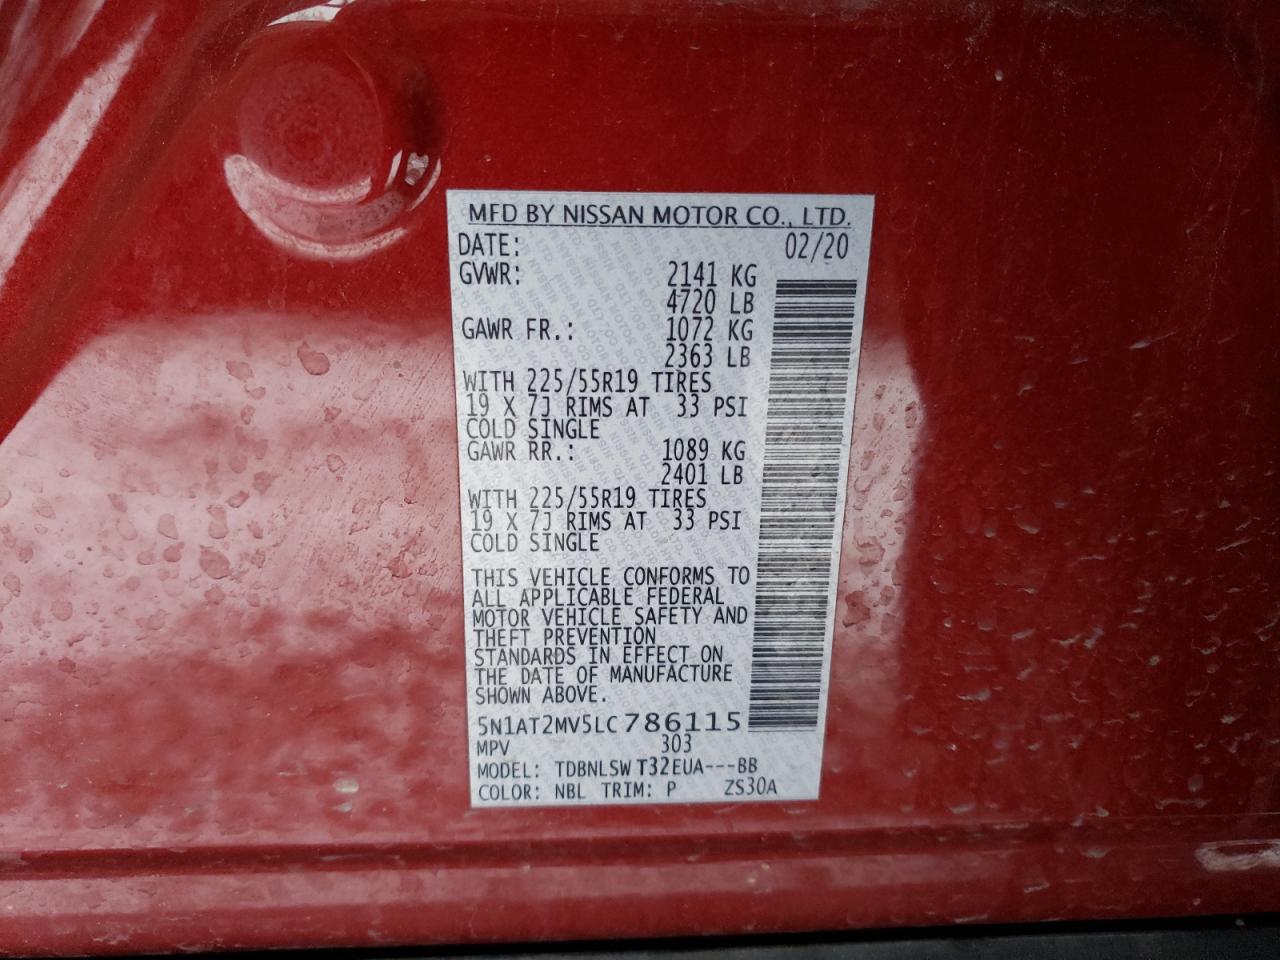 MFD BY NISSAN MOTOR CO., LTD.
DATE: 02/20
GVWR: 2141 KG
4720 LB
GAWR FR.: 1072 KG
2363 LB
WITH 225/55R19 TIRES
19 X 7J RIMS AT 33 PSI
COLD SINGLE
GAWR RR.: 1089 KG
2401 LB
WITH 225/55R19 TIRES
19 X 7J RIMS AT 33 PSI
COLD SINGLE
THIS VEHICLE CONFORMS TO
ALL APPLICABLE FEDERAL
MOTOR VEHICLE SAFETY AND
THEFT PREVENTION
STANDARDS IN EFFECT ON
THE DATE OF MANUFACTURE
SHOWN ABOVE.
5N1AT2MV5LC786115
MPV 303
MODEL: TDBNLSW T32EUA---BB
COLOR: NBL TRIM: P ZS30A